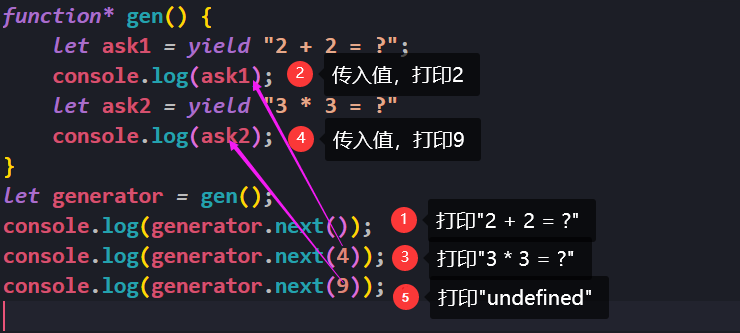 function* gen() {
let ask1 = yield "2 + 2 = ?";
console.log(ask1); 2 传入值，打印2
let ask2 = yield "3 * 3 = ?"
console.log(ask2); 4 传入值，打印9
}
let generator = gen();
console.log(generator.next()); 1 打印"2 + 2 = ?"
console.log(generator.next(4)); 3 打印"3 * 3 = ?"
console.log(generator.next(9)); 5 打印"undefined"